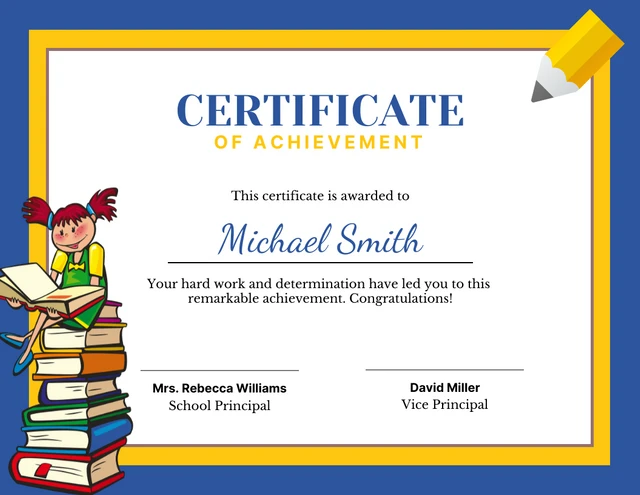 CERTIFICATE
OF ACHIEVEMENT
This certificate is awarded to
Michael Smith
Your hard work and determination have led you to this
remarkable achievement. Congratulations!
Mrs. Rebecca Williams
School Principal
David Miller
Vice Principal